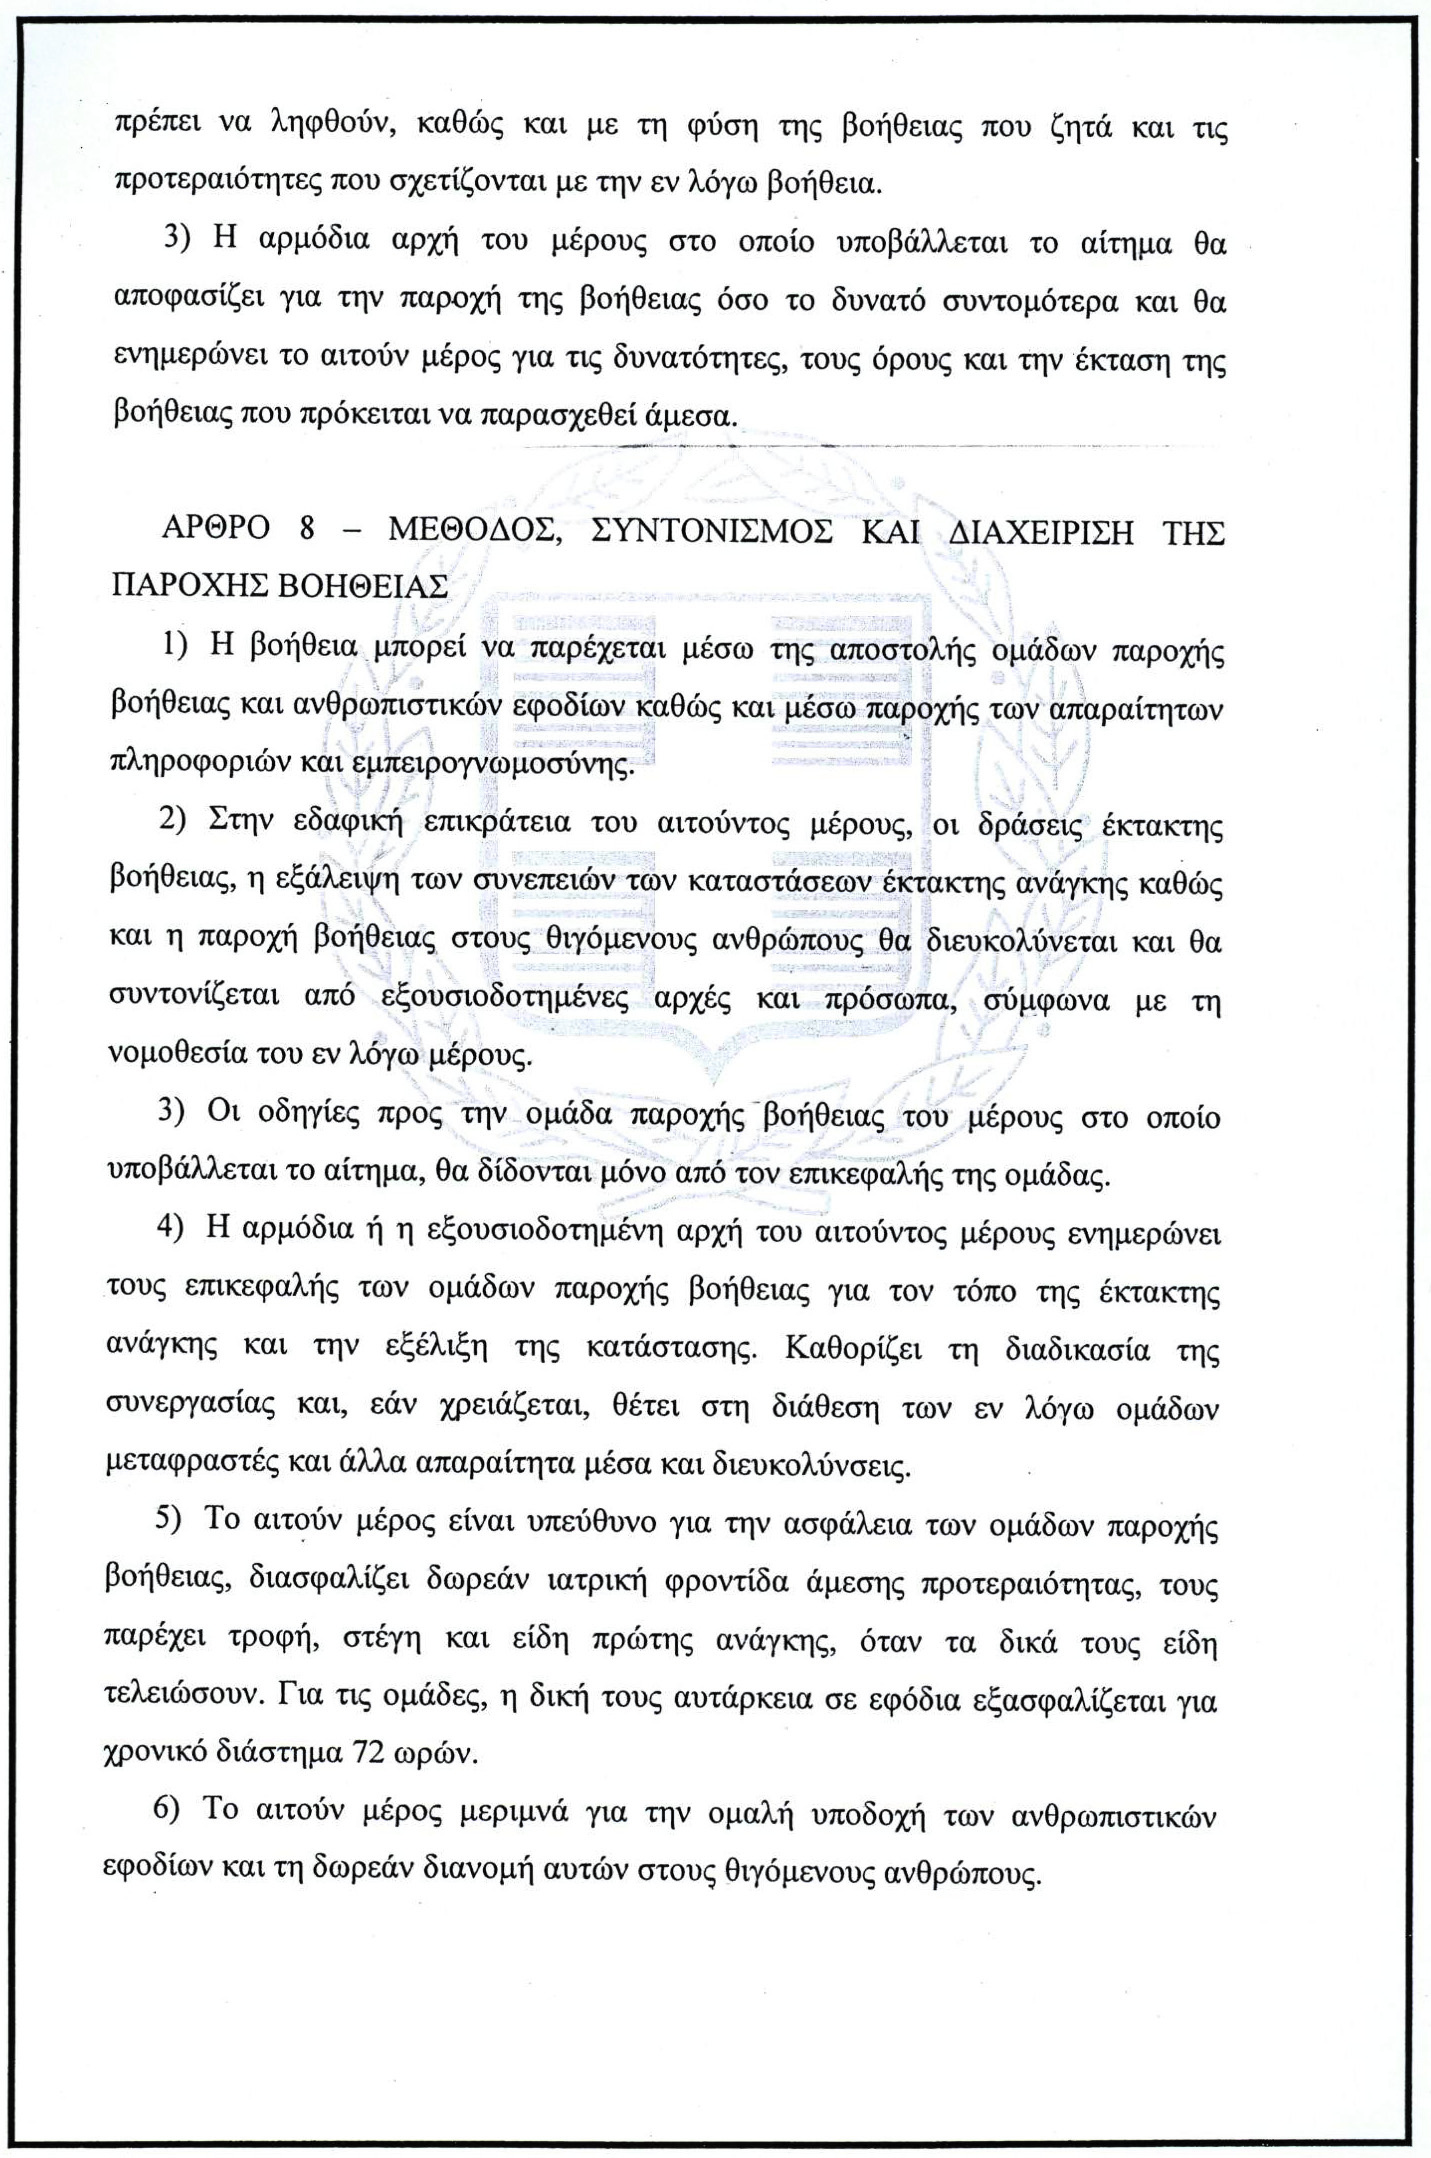 πρέπει να ληφθούν, καθώς και με τη φύση της βοήθειας που ζητά και τις
προτεραιότητες που σχετίζονται με την εν λόγω βοήθεια.
3) Η αρμόδια αρχή του μέρους στο οποίο υποβάλλεται το αίτημα θα
αποφασίζει για την παροχή της βοήθειας όσο το δυνατό συντομότερα και θα
ενημερώνει το αιτούν μέρος για τις δυνατότητες, τους όρους και την έκταση της
βοήθειας που πρόκειται να παρασχεθεί άμεσα.
ΑΡΘΡΟ 8 – ΜΕΘΟΔΟΣ, ΣΥΝΤΟΝΙΣΜΟΣ ΚΑΙ ΔΙΑΧΕΙΡΙΣΗ ΤΗΣ
ΠΑΡΟΧΗΣ ΒΟΗΘΕΙΑΣ
1) Η βοήθεια μπορεί να παρέχεται μέσω της αποστολής ομάδων παροχής
βοήθειας και ανθρωπιστικών εφοδίων καθώς και μέσω παροχής των απαραίτητων
πληροφοριών και εμπειρογνωμοσύνης.
2) Στην εδαφική επικράτεια του αιτούντος μέρους, οι δράσεις έκτακτης
βοήθειας, η εξάλειψη των συνεπειών των καταστάσεων έκτακτης ανάγκης καθώς
και η παροχή βοήθειας στους θιγόμενους ανθρώπους θα διευκολύνεται και θα
συντονίζεται από εξουσιοδοτημένες αρχές και πρόσωπα, σύμφωνα με τη
νομοθεσία του εν λόγω μέρους.
3) Οι οδηγίες προς την ομάδα παροχής βοήθειας του μέρους στο οποίο
υποβάλλεται το αίτημα, θα δίδονται μόνο από τον επικεφαλής της ομάδας.
4) Η αρμόδια ή η εξουσιοδοτημένη αρχή του αιτούντος μέρους ενημερώνει
τους επικεφαλής των ομάδων παροχής βοήθειας για τον τόπο της έκτακτης
ανάγκης και την εξέλιξη της κατάστασης. Καθορίζει τη διαδικασία της
συνεργασίας και, εάν χρειάζεται, θέτει στη διάθεση των εν λόγω ομάδων
μεταφραστές και άλλα απαραίτητα μέσα και διευκολύνσεις.
5) Το αιτούν μέρος είναι υπεύθυνο για την ασφάλεια των ομάδων παροχής
βοήθειας, διασφαλίζει δωρεάν ιατρική φροντίδα άμεσης προτεραιότητας, τους
παρέχει τροφή, στέγη και είδη πρώτης ανάγκης, όταν τα δικά τους είδη
τελειώσουν. Για τις ομάδες, η δική τους αυτάρκεια σε εφόδια εξασφαλίζεται για
χρονικό διάστημα 72 ωρών.
6) Το αιτούν μέρος μεριμνά για την ομαλή υποδοχή των ανθρωπιστικών
εφοδίων και τη δωρεάν διανομή αυτών στους θιγόμενους ανθρώπους.